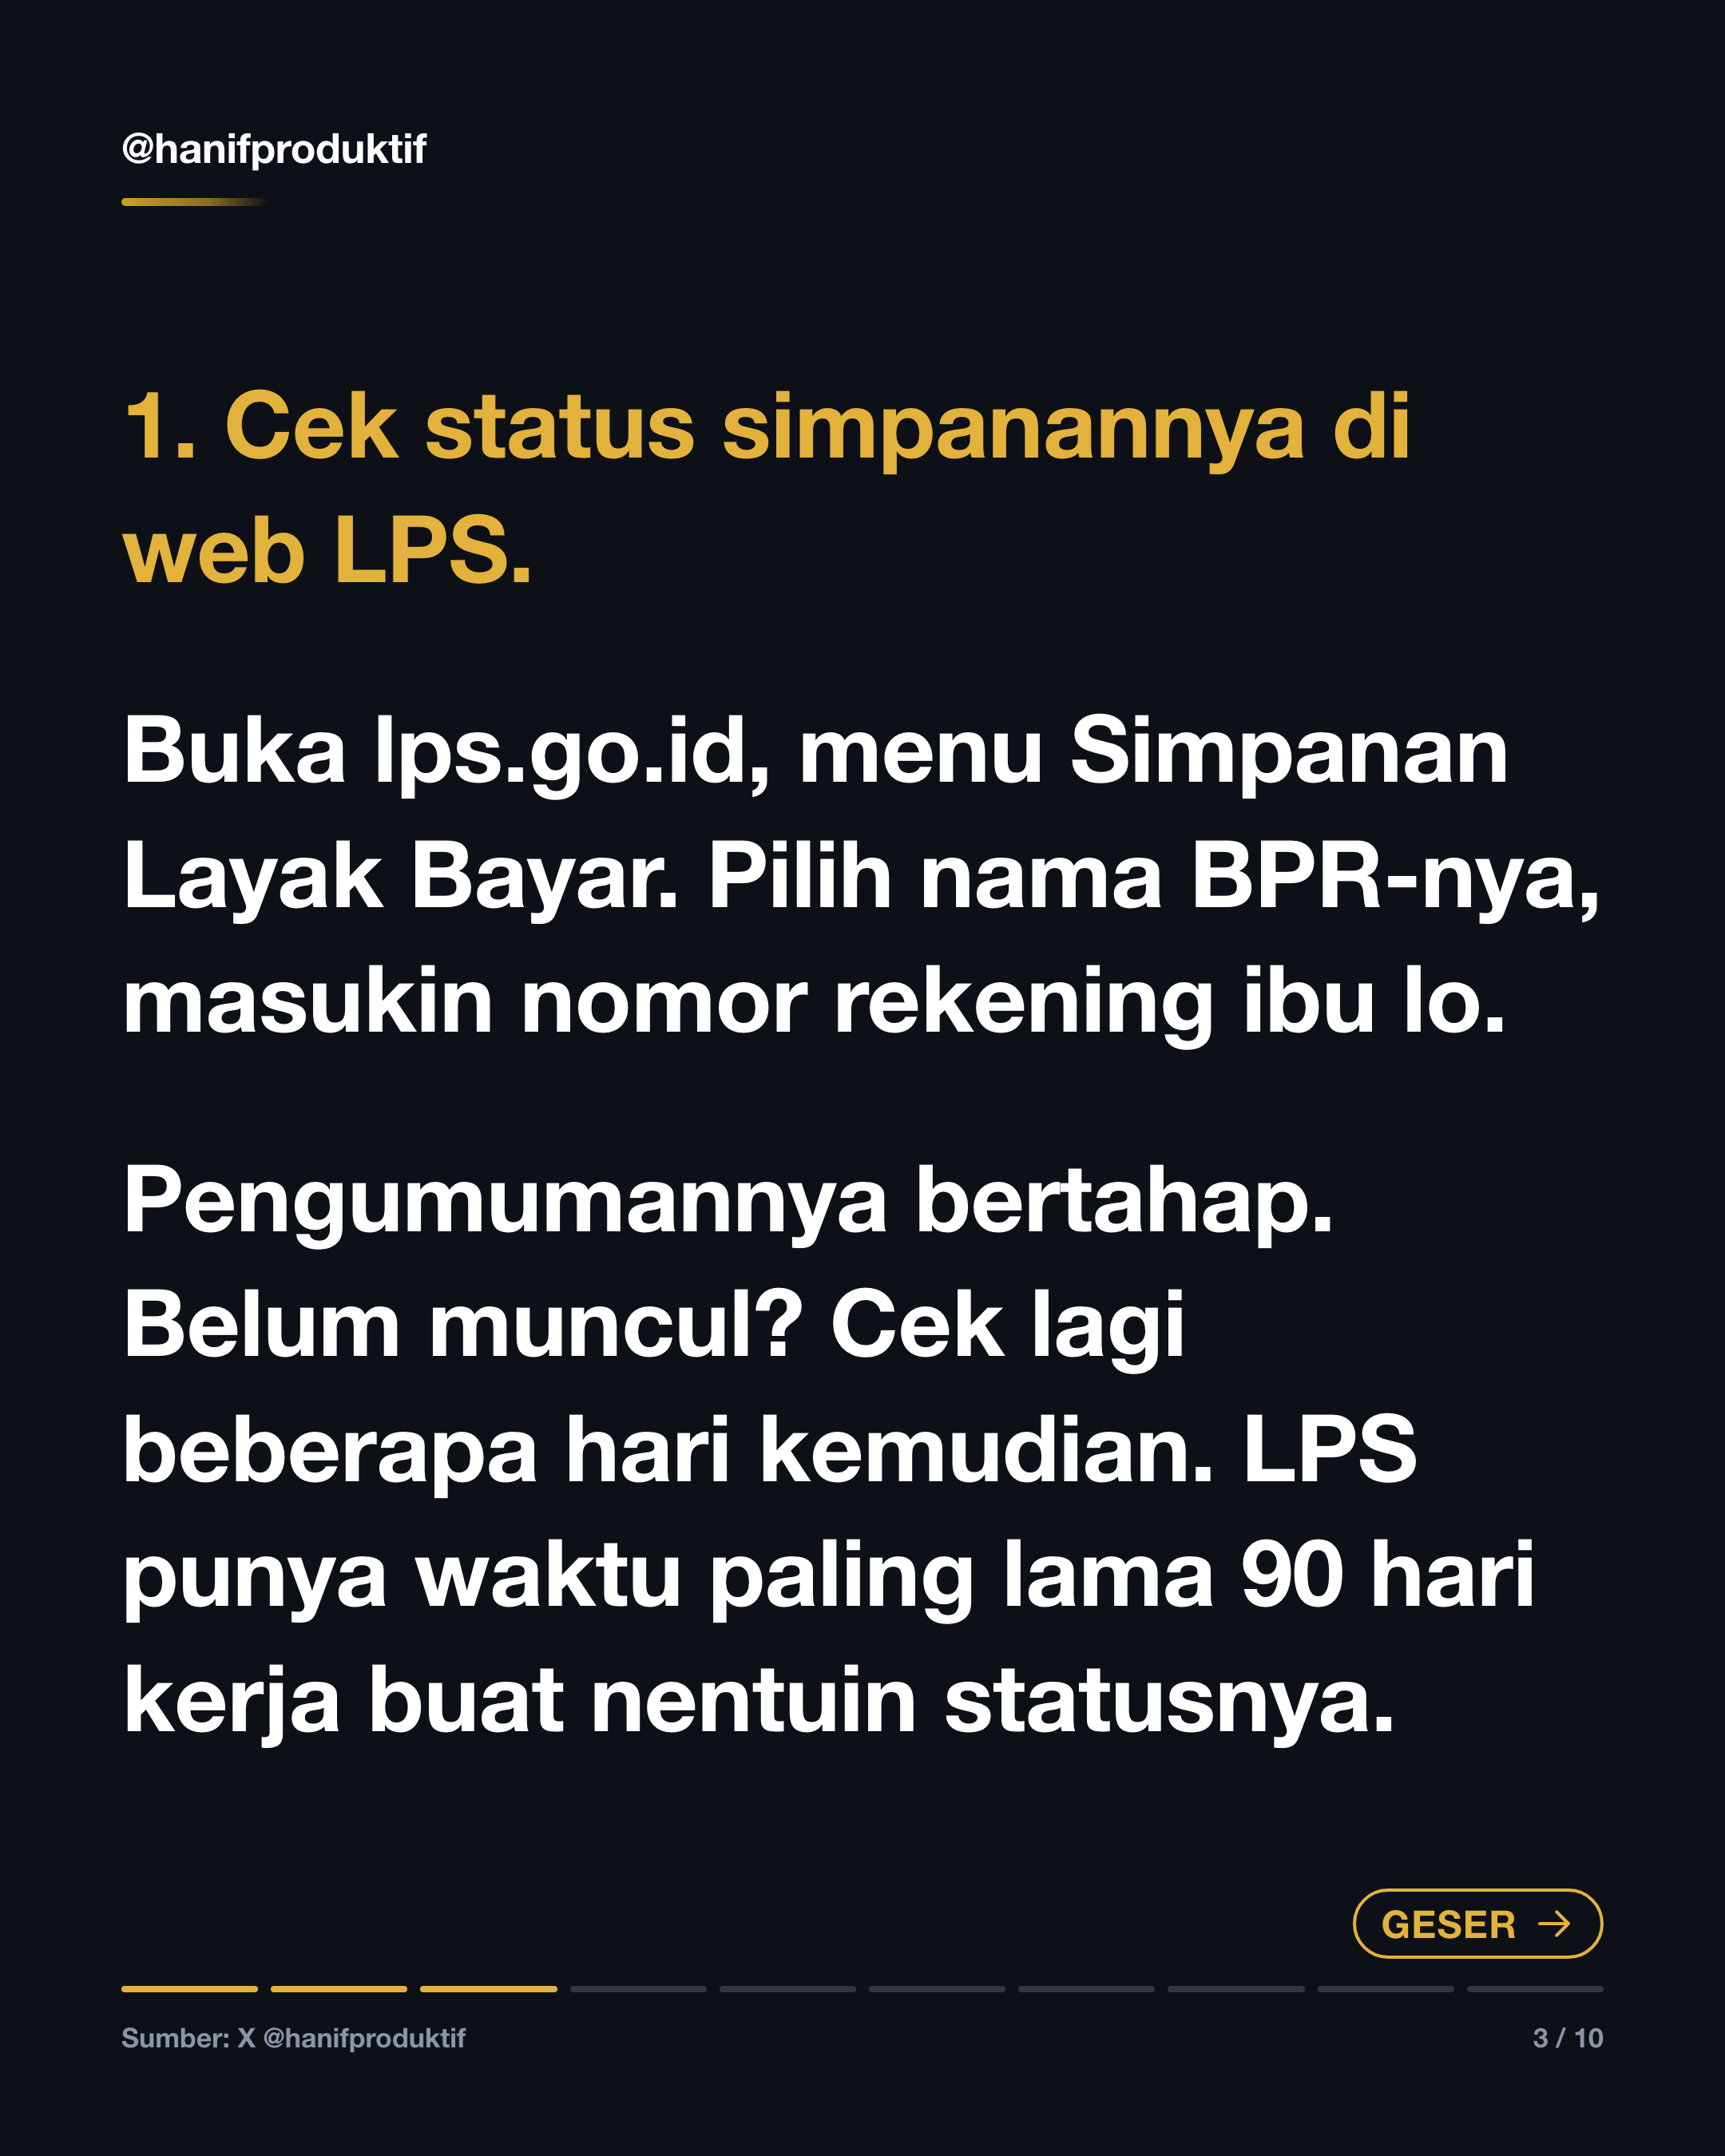 @hanifproduktif
1. Cek status simpanannya di
web LPS.
Buka lps.go.id, menu Simpanan
Layak Bayar. Pilih nama BPR-nya,
masukin nomor rekening ibu lo.
Pengumumannya bertahap.
Belum muncul? Cek lagi
beberapa hari kemudian. LPS
punya waktu paling lama 90 hari
kerja buat nentuin statusnya.
GESER →
Sumber: X @hanifproduktif
3 / 10